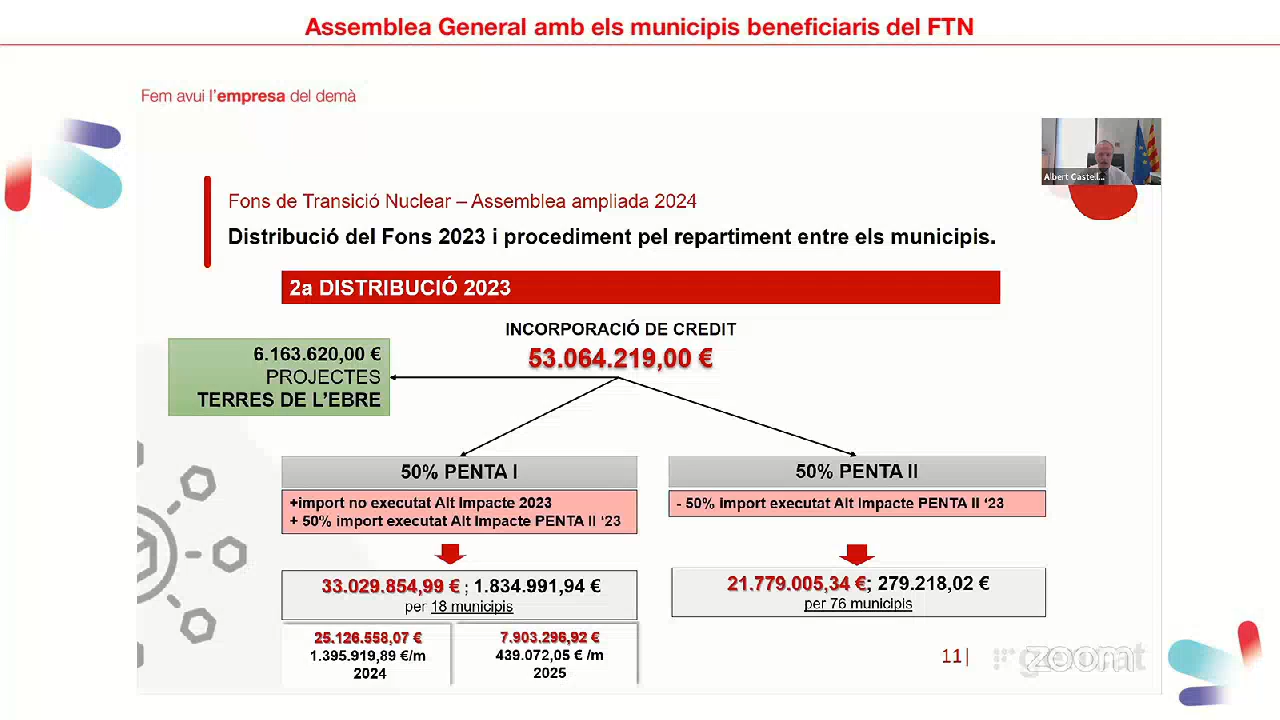 Assemblea General amb els municipis beneficiaris del FTN
Fem avui l'empresa del demà
Albert Castell...
Fons de Transició Nuclear – Assemblea ampliada 2024
Distribució del Fons 2023 i procediment pel repartiment entre els municipis.
2a DISTRIBUCIÓ 2023
INCORPORACIÓ DE CREDIT
53.064.219,00 €
6.163.620,00 €
PROJECTES
TERRES DE L'EBRE
50% PENTA I
+import no executat Alt Impacte 2023
+ 50% import executat Alt Impacte PENTA II '23
33.029.854,99 € ; 1.834.991,94 €
per 18 municipis
25.126.558,07 €
1.395.919,89 €/m
2024
7.903.296,92 €
439.072,05 € /m
2025
50% PENTA II
- 50% import executat Alt Impacte PENTA II '23
21.779.005,34 €; 279.218,02 €
per 76 municipis
11|
zoom